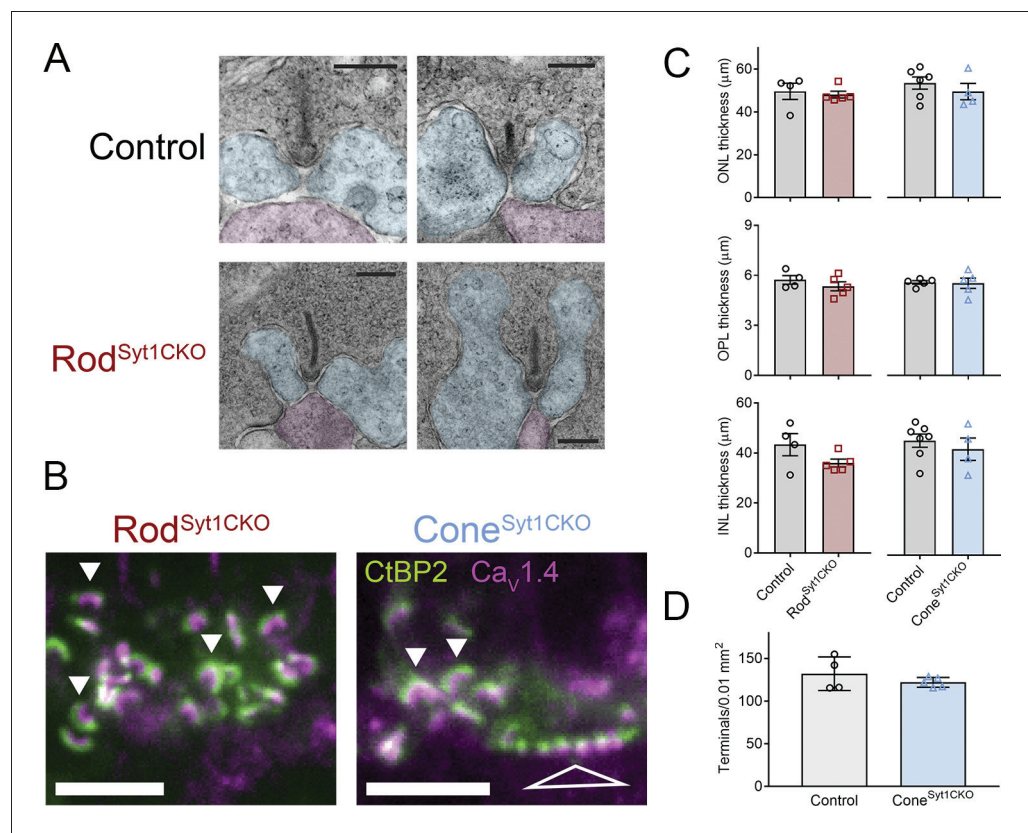 A
Control
Rod^Syt1CKO
B
Rod^Syt1CKO
Cone^Syt1CKO
CtBP2 Ca_V1.4
C
ONL thickness (μm)
60
40
20
0
OPL thickness (μm)
9
6
3
0
INL thickness (μm)
60
40
20
0
Control
Rod^Syt1CKO
Control
Cone^Syt1CKO
D
Terminals/0.01 mm²
150
100
50
0
Control
Cone^Syt1CKO